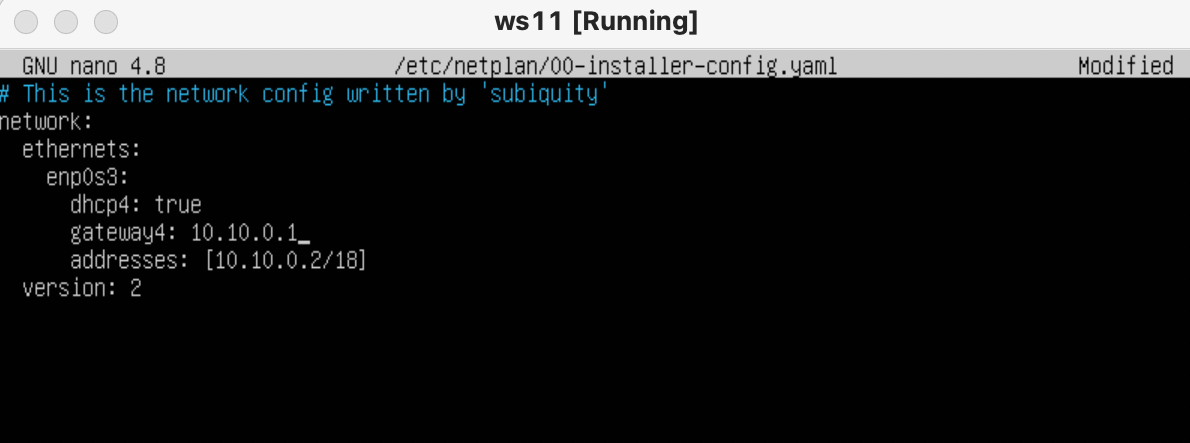 ws11 [Running]
GNU nano 4.8 /etc/netplan/00-installer-config.yaml Modified
# This is the network config written by 'subiquity'
network:
  ethernets:
    enp0s3:
      dhcp4: true
      gateway4: 10.10.0.1_
      addresses: [10.10.0.2/18]
  version: 2